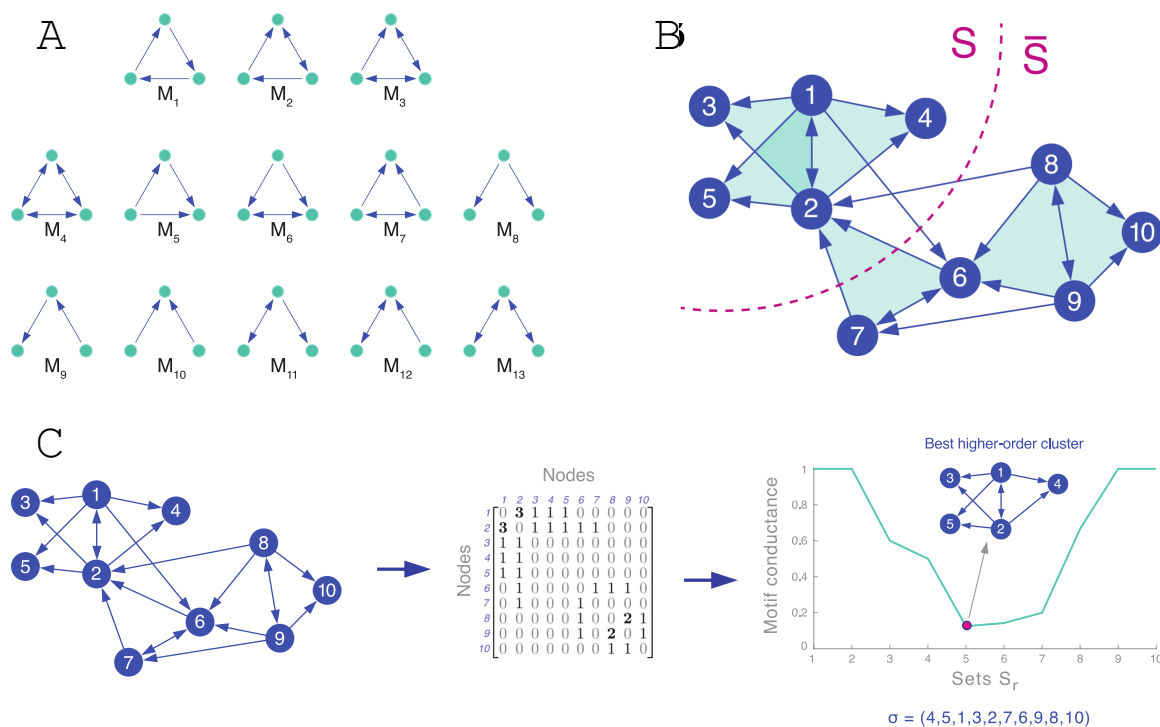 A
M1 M2 M3
M4 M5 M6 M7 M8
M9 M10 M11 M12 M13
B
S S̄
1
3
4
5
2
8
10
6
9
7
C
1
3
4
5
2
8
10
6
9
7
Nodes
1 2 3 4 5 6 7 8 9 10
Nodes
1 0 3 1 1 1 0 0 0 0 0
2 3 0 1 1 1 1 1 0 0 0
3 1 1 0 0 0 0 0 0 0 0
4 1 1 0 0 0 0 0 0 0 0
5 1 1 0 0 0 0 0 0 0 0
6 0 1 0 0 0 0 1 1 1 0
7 0 1 0 0 0 1 0 0 0 0
8 0 0 0 0 0 1 0 0 2 1
9 0 0 0 0 0 1 0 2 0 1
10 0 0 0 0 0 0 0 1 1 0
Best higher-order cluster
1
3
4
5
2
Motif conductance
1
0.8
0.6
0.4
0.2
0
1 2 3 4 5 6 7 8 9 10
Sets Sr
σ = (4,5,1,3,2,7,6,9,8,10)